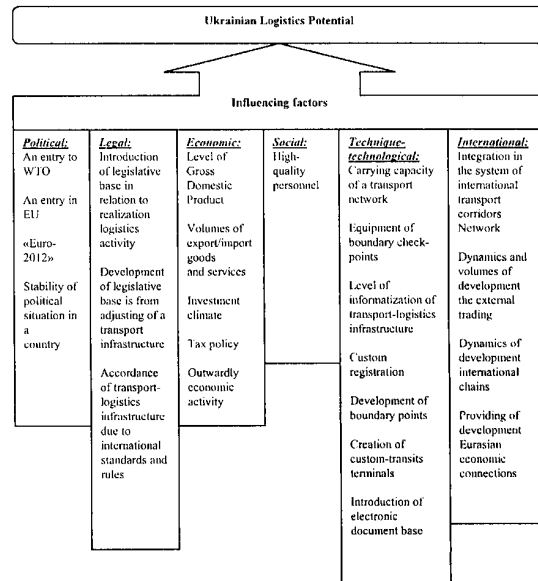 Ukrainian Logistics Potential
Influencing factors
Political:
An entry to
WTO
An entry in
EU
«Euro-
2012»
Stability of
political
situation in
a
country
Legal:
Introduction
of legislative
base in
relation to
realization
logistics
activity
Development
of legislative
base is from
adjusting of a
transport
infrastructure
Accordance
of transport-
logistics
infrastructure
due to
international
standards and
rules
Economic:
Level of
Gross
Domestic
Product
Volumes of
export/import
goods
and services
Investment
climate
Tax policy
Outwardly
economic
activity
Social:
High-
quality
personnel
Technique-
technological:
Carrying capacity
of a transport
network
Equipment of
boundary check-
points
Level of
informatization of
transport-logistics
infrastructure
Custom
registration
Development of
boundary points
Creation of
custom-transits
terminals
Introduction of
electronic
document base
International:
Integration in
the system of
international
transport
corridors
Network
Dynamics and
volumes of
development
the external
trading
Dynamics of
development
international
chains
Providing of
development
Eurasian
economic
connections